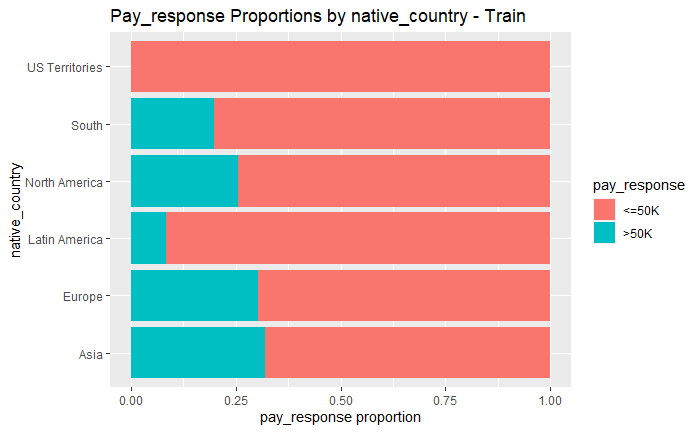 Pay_response Proportions by native_country - Train
US Territories
South
North America
Latin America
Europe
Asia
native_country
0.00 0.25 0.50 0.75 1.00
pay_response proportion
pay_response
<=50K
>50K